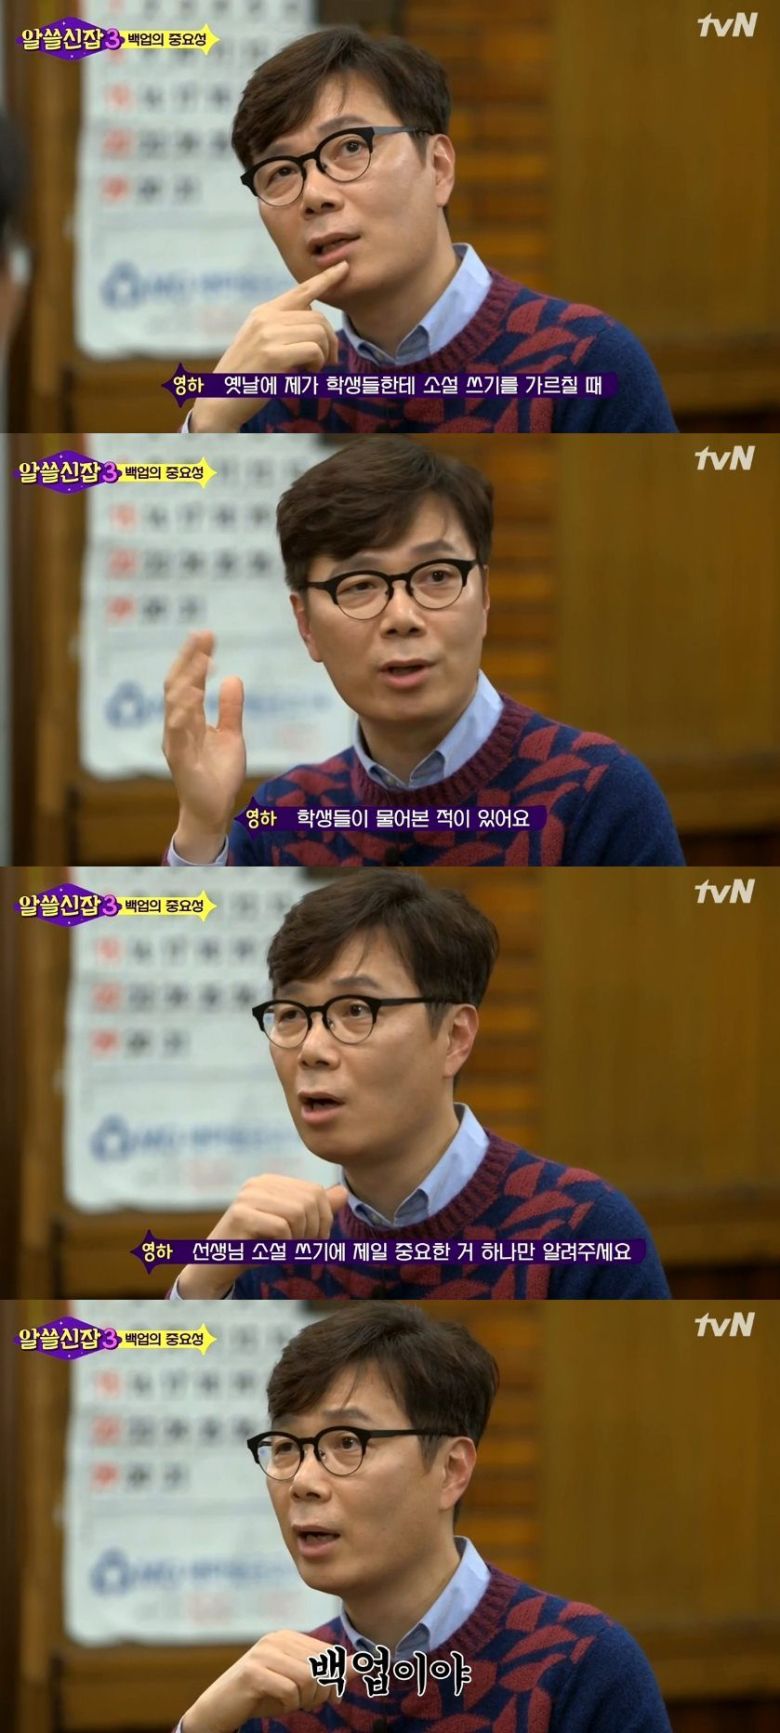 알쓸신잡3 백업의 중요성
tvN
영하 옛날에 제가 학생들한테 소설 쓰기를 가르칠 때
알쓸신잡3 백업의 중요성
tvN
영하 학생들이 물어본 적이 있어요
알쓸신잡3 백업의 중요성
tvN
영하 선생님 소설 쓰기에 제일 중요한 거 하나만 알려주세요
알쓸신잡3 백업의 중요성
tvN
백업이야